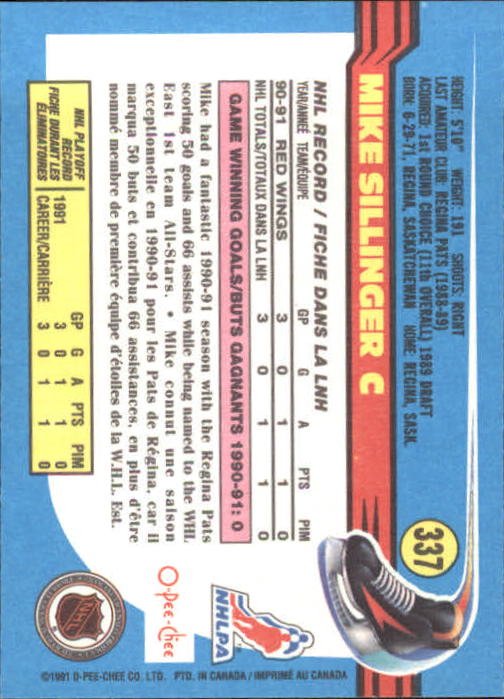 337
MIKE SILLINGER C
HEIGHT: 5'10" WEIGHT: 191 SHOOTS: RIGHT
LAST AMATEUR CLUB: REGINA PATS (1988-89)
ACQUIRED: 1st ROUND CHOICE (11th OVERALL) 1989 DRAFT
BORN: 6-29-71, REGINA, SASKATCHEWAN HOME: REGINA, SASK.
NHL RECORD / FICHE DANS LA LNH
YEAR/ANNÉE TEAM/ÉQUIPE GP G A PTS PIM
90-91 RED WINGS 3 0 1 1 0
NHL TOTALS/TOTAUX DANS LA LNH 3 0 1 1 0
GAME WINNING GOALS/BUTS GAGNANTS 1990-91: 0
Mike had a fantastic 1990-91 season with the Regina Pats
scoring 50 goals and 66 assists while being named to the WHL
East 1st team All-Stars. • Mike connut une saison
exceptionnelle en 1990-91 pour les Pats de Régina, car il
marqua 50 buts et contribua 66 assistances, en plus d'être
nommé membre de première équipe d'étoiles de la W.H.L. Est.
NHL PLAYOFF
RECORD
FICHE DURANT LES
ÉLIMINATOIRES
GP G A PTS PIM
1991 3 0 1 1 0
CAREER/CARRIÈRE 3 0 1 1 0
NHLPA
O-Pee-Chee
NHL
©1991 O-PEE-CHEE CO. LTD. PTD. IN CANADA / IMPRIMÉ AU CANADA